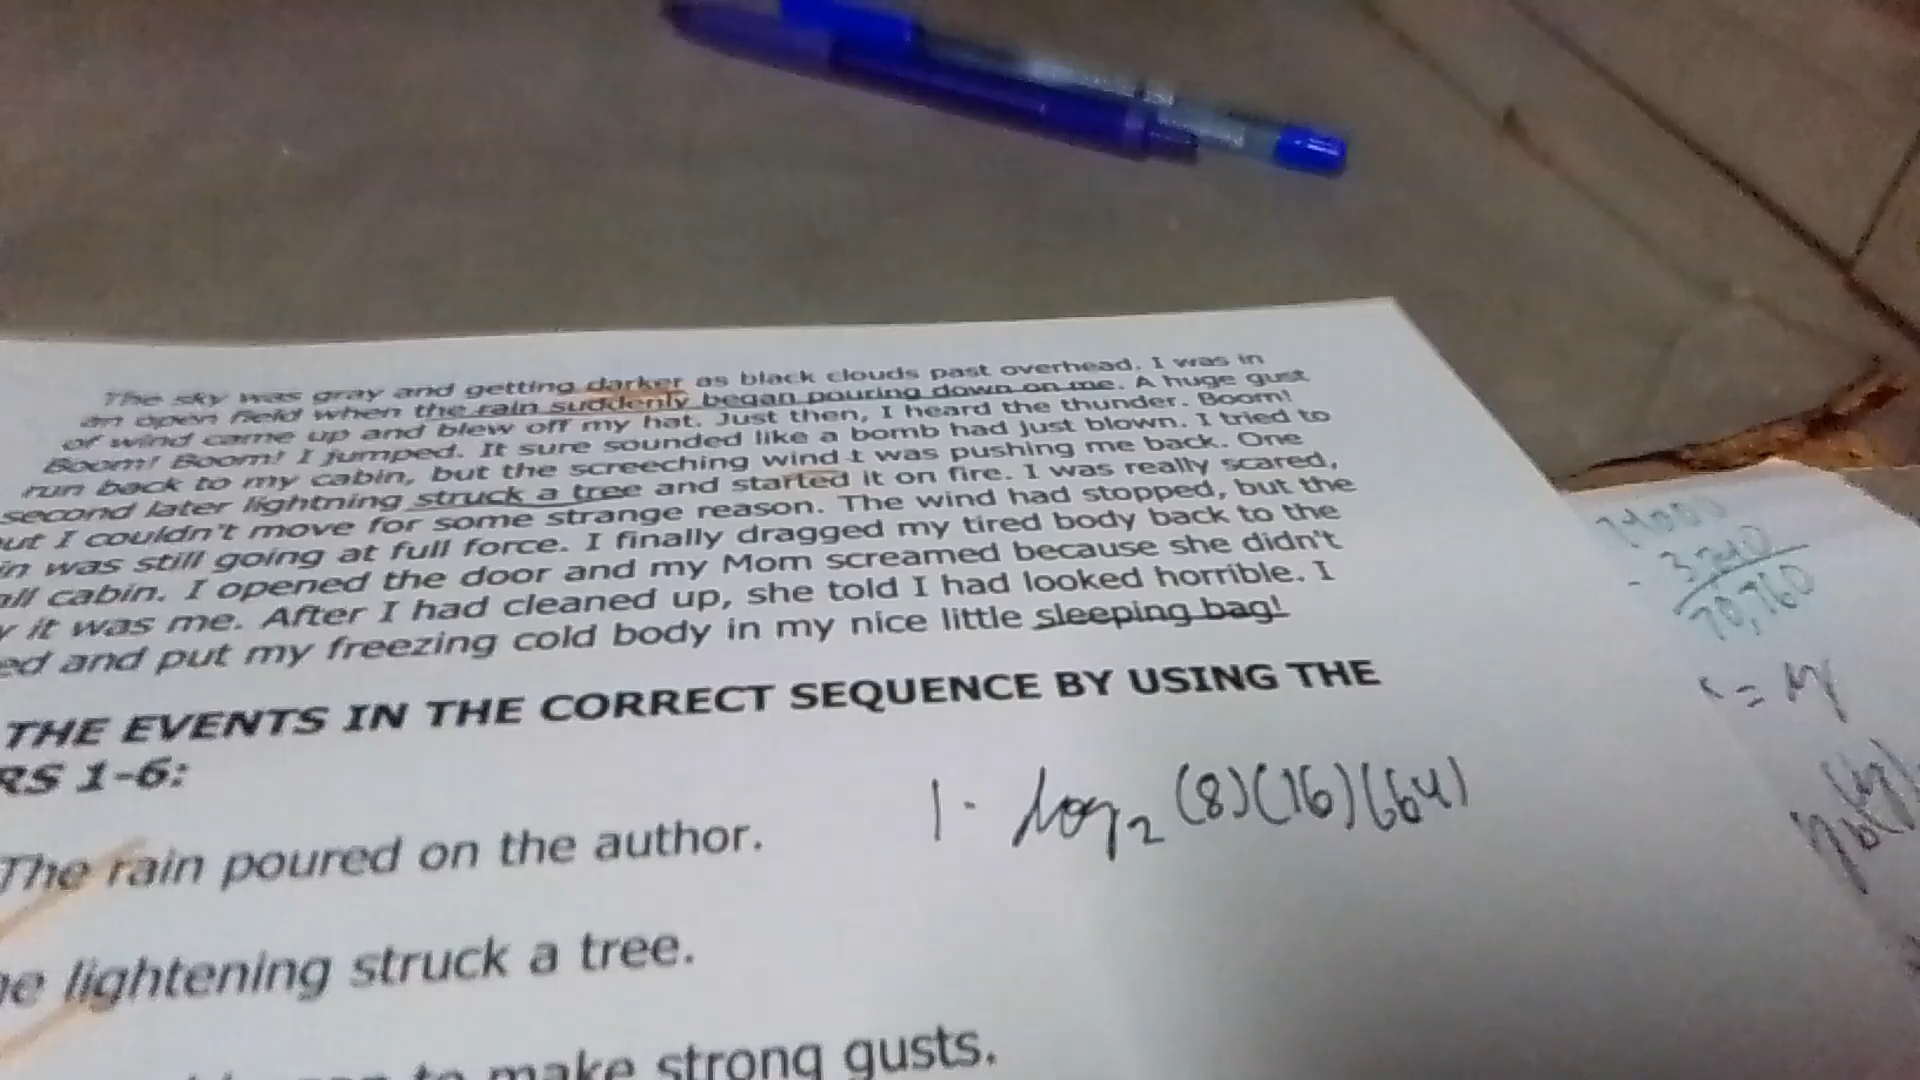 The sky was gray and getting darker as black clouds past overhead. I was in
an open field when the rain suddenly began pouring down on me. A huge gust
of wind came up and blew off my hat. Just then, I heard the thunder. Boom!
Boom! Boom! I jumped. It sure sounded like a bomb had just blown. I tried to
run back to my cabin, but the screeching wind t was pushing me back. One
second later lightning struck a tree and started it on fire. I was really scared,
ut I couldn't move for some strange reason. The wind had stopped, but the
in was still going at full force. I finally dragged my tired body back to the
all cabin. I opened the door and my Mom screamed because she didn't
y it was me. After I had cleaned up, she told I had looked horrible. I
ed and put my freezing cold body in my nice little sleeping bag!
THE EVENTS IN THE CORRECT SEQUENCE BY USING THE
RS 1-6:
The rain poured on the author.
1. log2 (8)(16)(64)
he lightening struck a tree.
to make strong gusts.
74000
- 3240
70,760